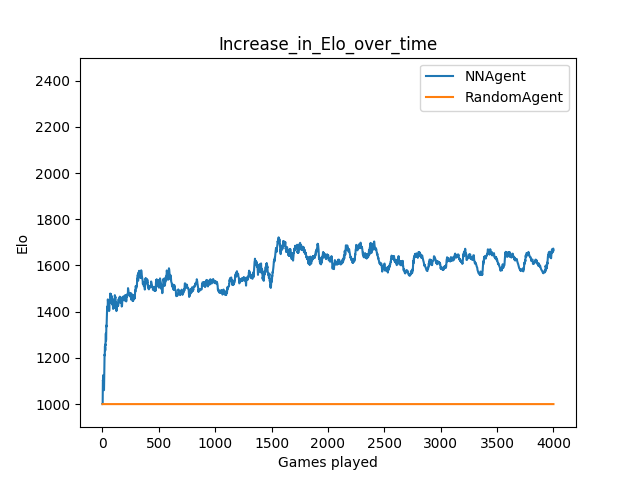 Increase_in_Elo_over_time
NNAgent
RandomAgent
2400
2200
2000
1800
1600
1400
1200
1000
Elo
0 500 1000 1500 2000 2500 3000 3500 4000
Games played